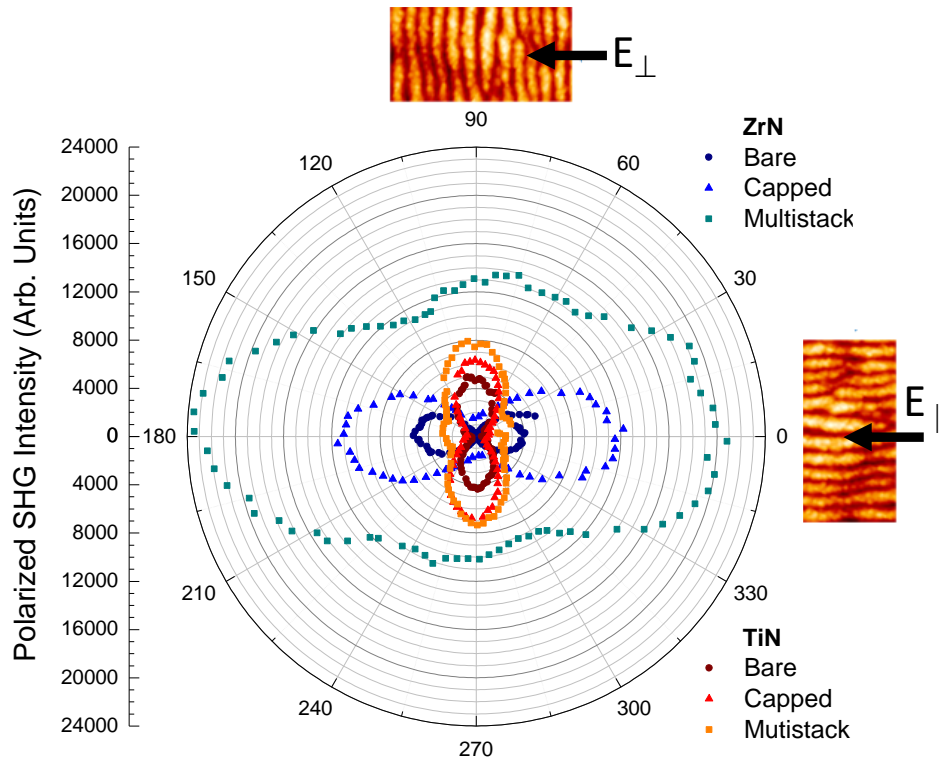 E⊥
90
24000
20000
16000
12000
8000
4000
0
4000
8000
12000
16000
20000
24000
Polarized SHG Intensity (Arb. Units)
120
60
150
30
180
0
210
330
240
300
270
ZrN
Bare
Capped
Multistack
E|
TiN
Bare
Capped
Mutistack